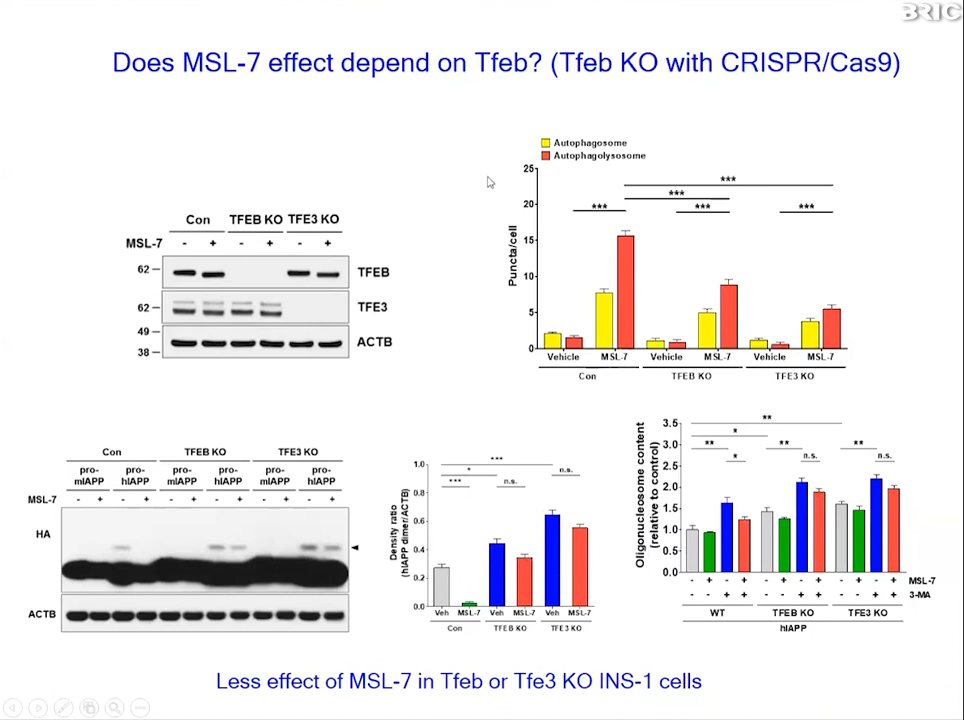 BRIC
Does MSL-7 effect depend on Tfeb? (Tfeb KO with CRISPR/Cas9)
Con TFEB KO TFE3 KO
MSL-7 - + - + - +
62 TFEB
62 TFE3
49 ACTB
38
Autophagosome
Autophagolysosome
Puncta/cell
25
20
15
10
5
0
***
***
*** *** ***
Vehicle MSL-7 Vehicle MSL-7 Vehicle MSL-7
Con TFEB KO TFE3 KO
Con TFEB KO TFE3 KO
pro-mIAPP pro-hIAPP pro-mIAPP pro-hIAPP pro-mIAPP pro-hIAPP
MSL-7 - + - + - + - + - + - +
HA
ACTB
Density ratio
(hIAPP dimer/ACTB)
1.0
0.8
0.6
0.4
0.2
0.0
***
*
*** n.s. n.s.
Veh MSL-7 Veh MSL-7 Veh MSL-7
Con TFEB KO TFE3 KO
Oligonucleosome content
(relative to control)
3.5
3.0
2.5
2.0
1.5
1.0
0.5
0.0
**
*
** ** **
* n.s. n.s.
- + - + - + - + - + - + MSL-7
- - + + - - + + - - + + 3-MA
WT TFEB KO TFE3 KO
hIAPP
Less effect of MSL-7 in Tfeb or Tfe3 KO INS-1 cells